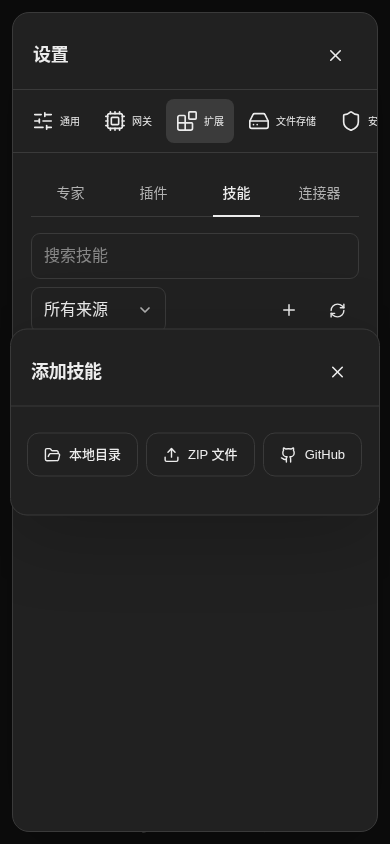 设置
通用 网关 扩展 文件存储 安
专家 插件 技能 连接器
搜索技能
所有来源
添加技能
本地目录 ZIP 文件 GitHub